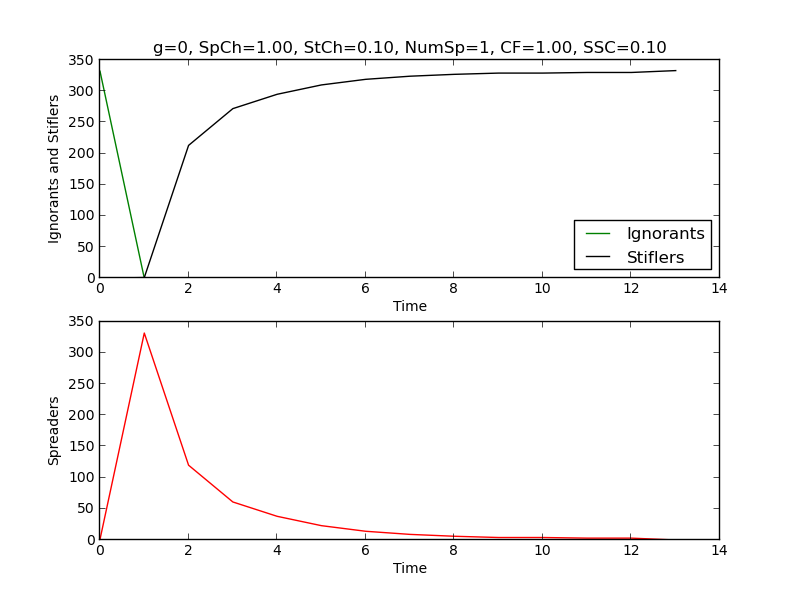 g=0, SpCh=1.00, StCh=0.10, NumSp=1, CF=1.00, SSC=0.10
350
300
250
200
150
100
50
0
Ignorants and Stiflers
Ignorants
Stiflers
0 2 4 6 8 10 12 14
Time
350
300
250
200
150
100
50
0
Spreaders
0 2 4 6 8 10 12 14
Time